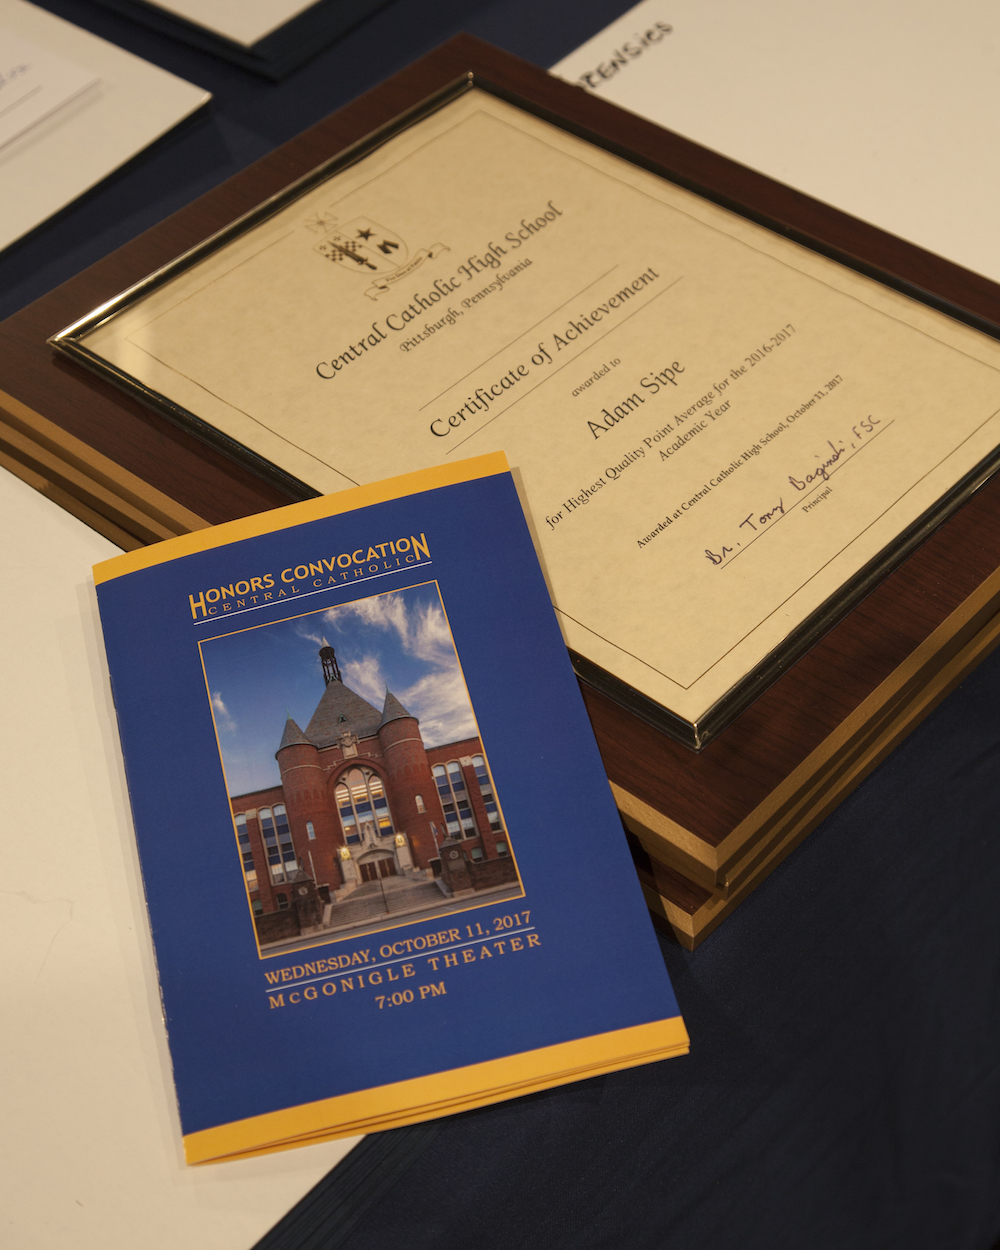 Central Catholic High School
Pittsburgh, Pennsylvania
Certificate of Achievement
awarded to
Adam Sipe
for Highest Quality Point Average for the 2016-2017
Academic Year
Awarded at Central Catholic High School, October 11, 2017
Br. Tony Baginski, FSC
Principal
HONORS CONVOCATION
CENTRAL CATHOLIC
WEDNESDAY, OCTOBER 11, 2017
McGONIGLE THEATER
7:00 PM